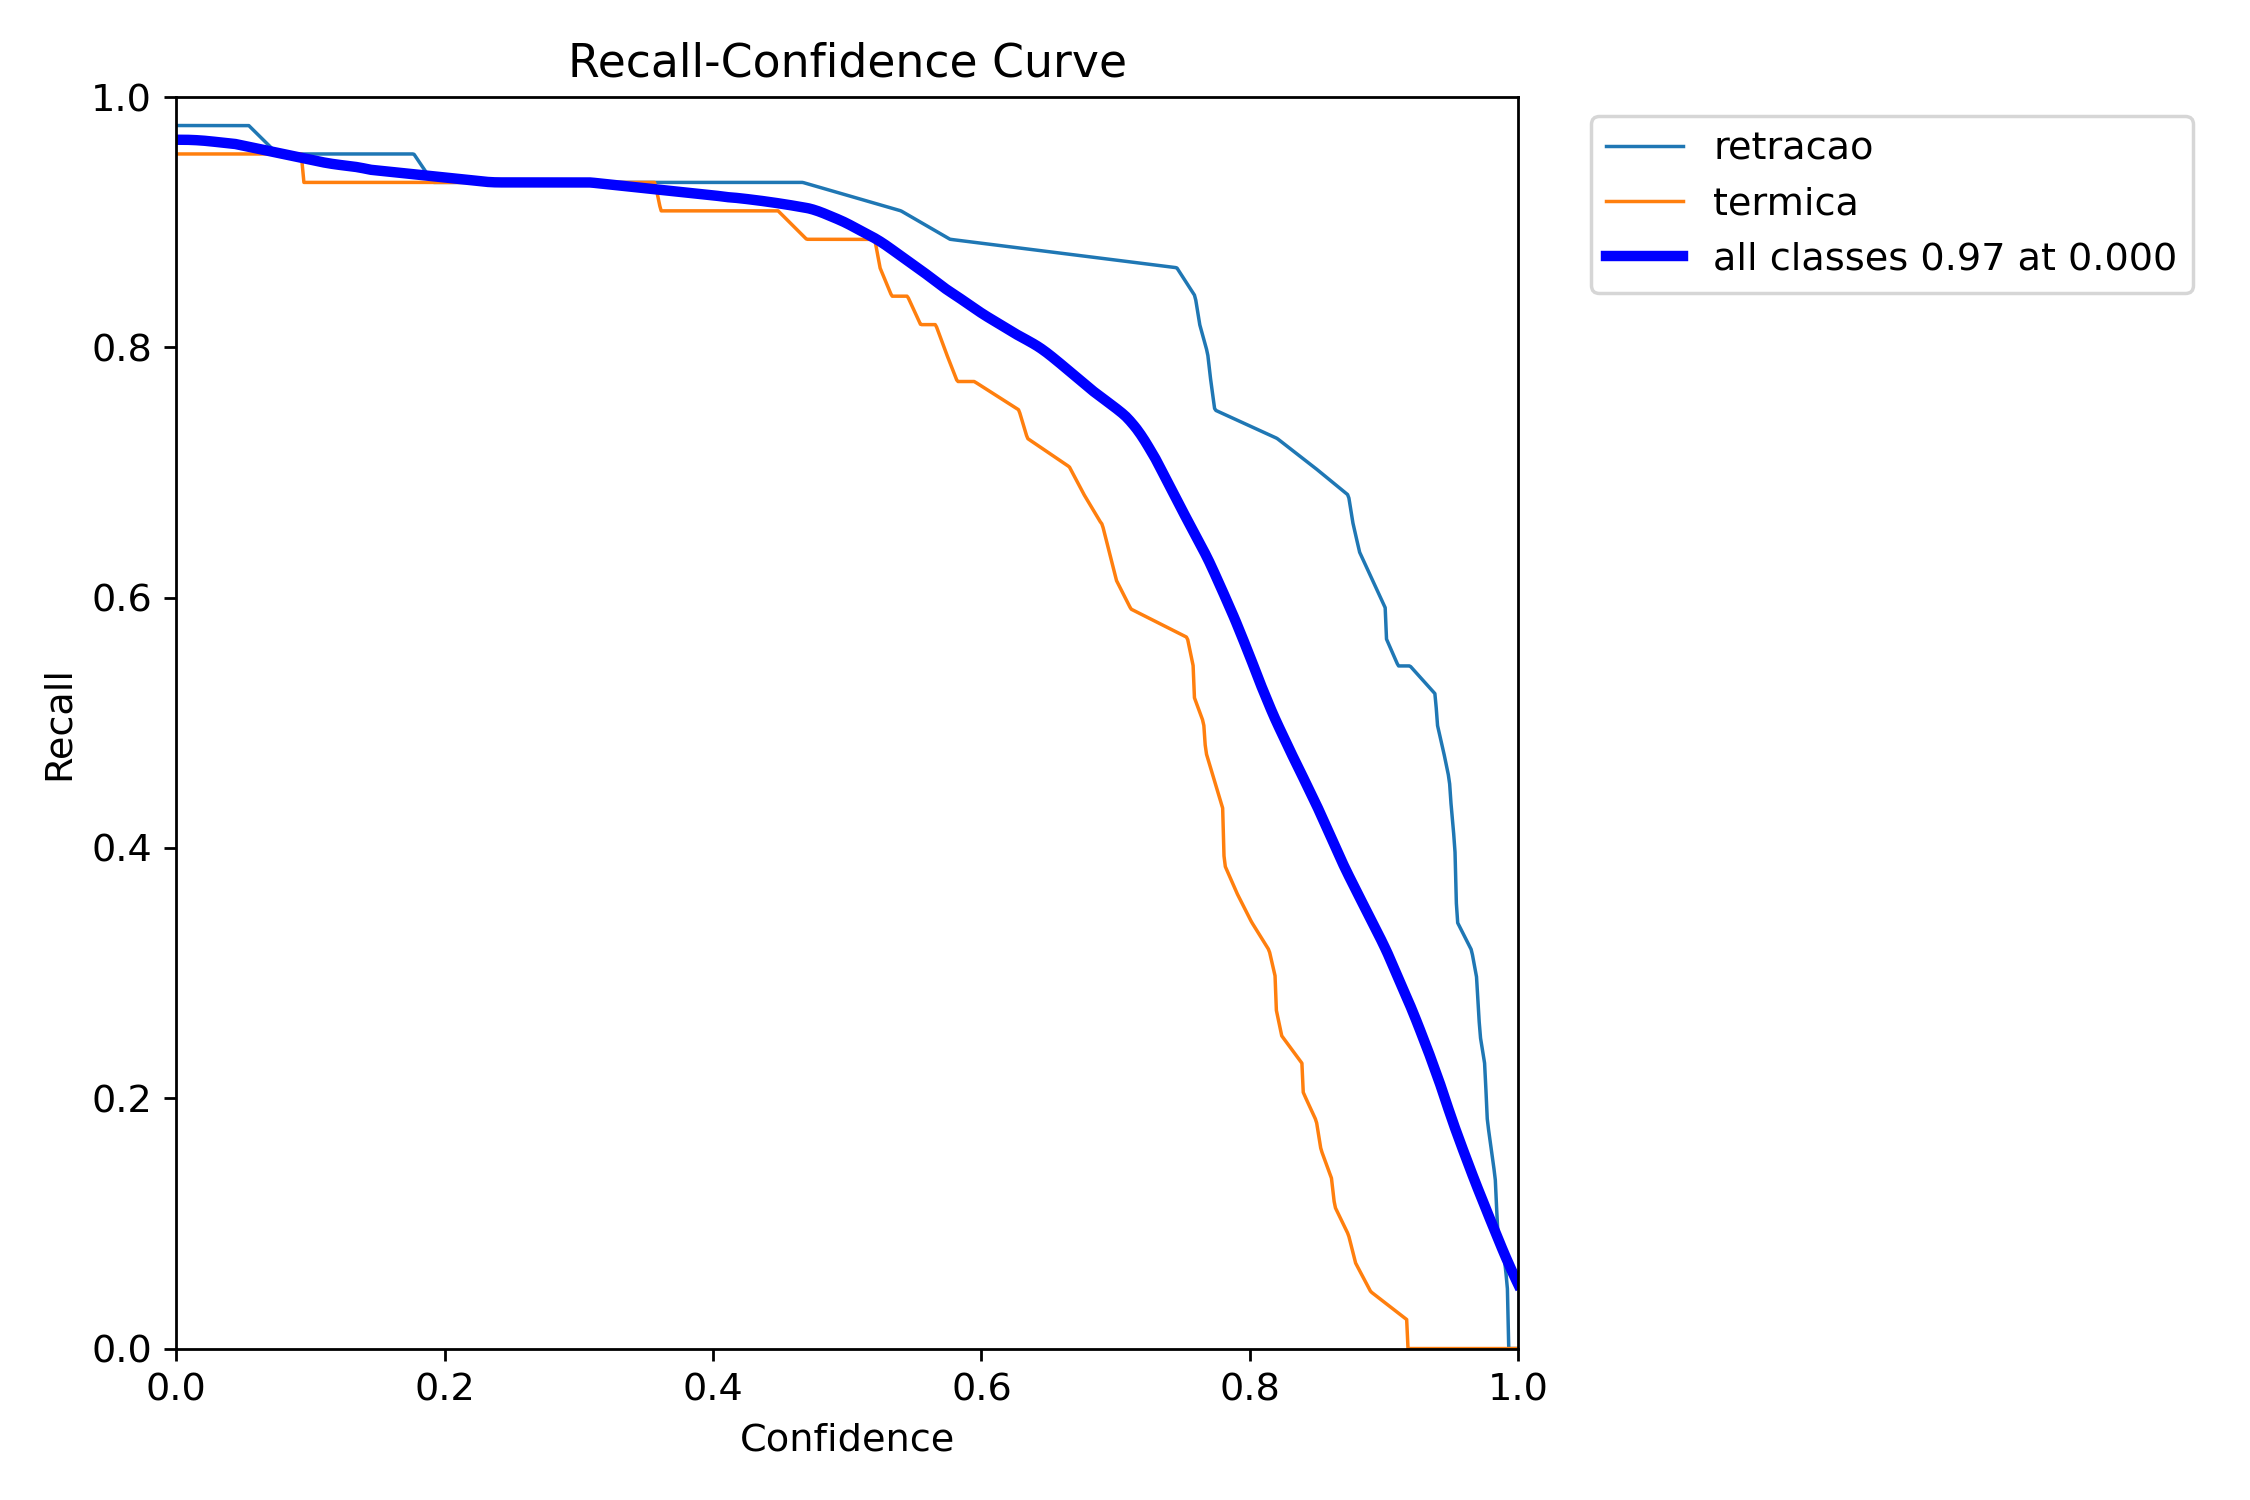 Recall-Confidence Curve
1.0
0.8
0.6
0.4
0.2
0.0
Recall
0.0 0.2 0.4 0.6 0.8 1.0
Confidence
retracao
termica
all classes 0.97 at 0.000